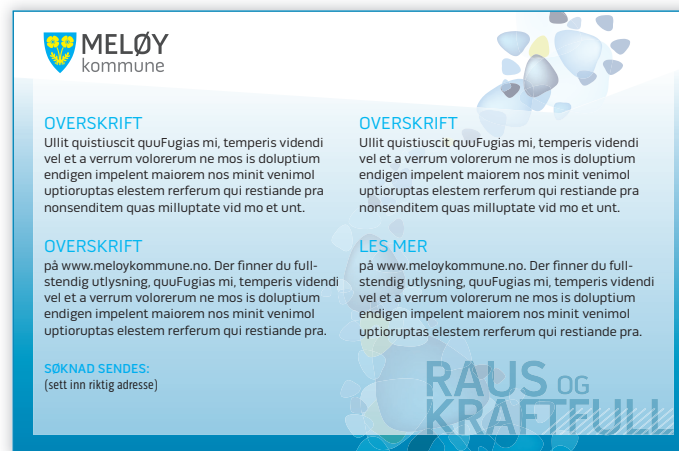 MELØY
kommune
OVERSKRIFT
Ullit quistiuscit quuFugias mi, temperis videndi
vel et a verrum volorerum ne mos is doluptium
endigen impelent maiorem nos minit venimol
uptioruptas elestem rerferum qui restiande pra
nonsenditem quas milluptate vid mo et unt.
OVERSKRIFT
på www.meloykommune.no. Der finner du full-
stendig utlysning, quuFugias mi, temperis videndi
vel et a verrum volorerum ne mos is doluptium
endigen impelent maiorem nos minit venimol
uptioruptas elestem rerferum qui restiande pra.
SØKNAD SENDES:
(sett inn riktig adresse)
OVERSKRIFT
Ullit quistiuscit quuFugias mi, temperis videndi
vel et a verrum volorerum ne mos is doluptium
endigen impelent maiorem nos minit venimol
uptioruptas elestem rerferum qui restiande pra
nonsenditem quas milluptate vid mo et unt.
LES MER
på www.meloykommune.no. Der finner du full-
stendig utlysning, quuFugias mi, temperis videndi
vel et a verrum volorerum ne mos is doluptium
endigen impelent maiorem nos minit venimol
uptioruptas elestem rerferum qui restiande pra.
RAUS OG
KRAFTFULL